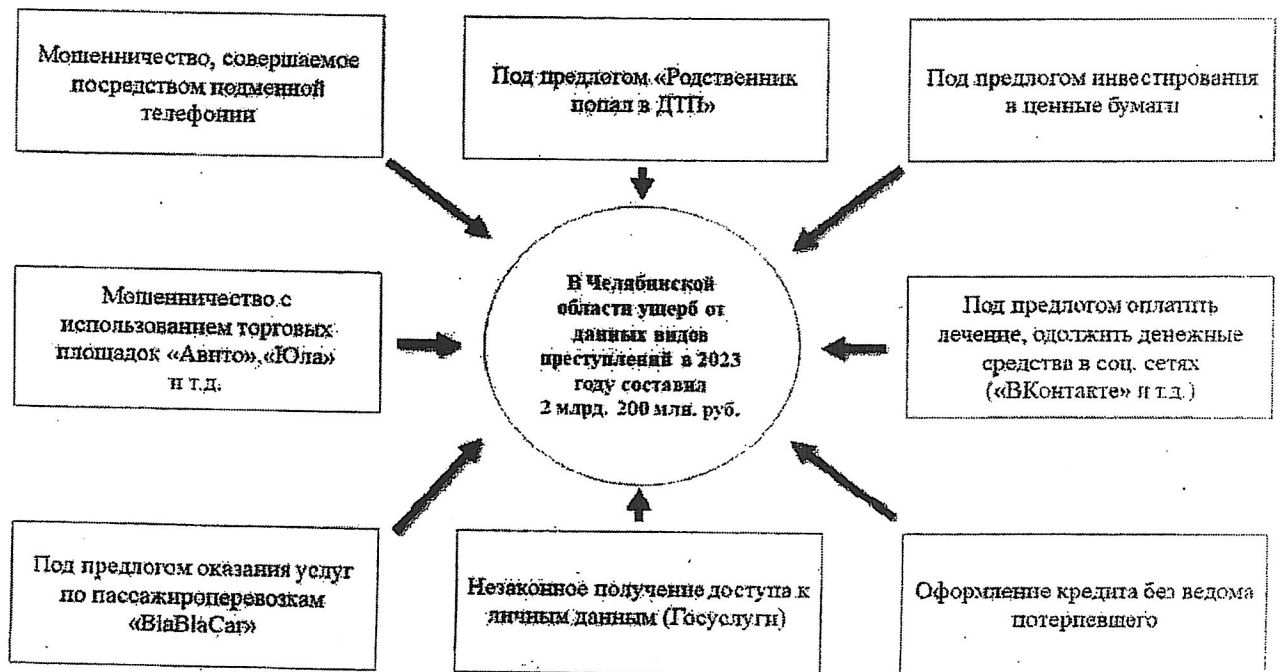 Мошенничество, совершаемое
посредством подменной
телефонии
Под предлогом «Родственник
попал в ДТП»
Под предлогом инвестирования
в ценные бумаги
Мошенничество с
использованием торговых
площадок «Авито»,«Юла»
и т.д.
В Челябинской
области ущерб от
данных видов
преступлений в 2023
году составил
2 млрд. 200 млн. руб.
Под предлогом оплатить
лечение, одолжить денежные
средства в соц. сетях
(«ВКонтакте» и т.д.)
Под предлогом оказания услуг
по пассажироперевозкам
«BlaBlaCar»
Незаконное получение доступа к
личным данным (Госуслуги)
Оформление кредита без ведома
потерпевшего